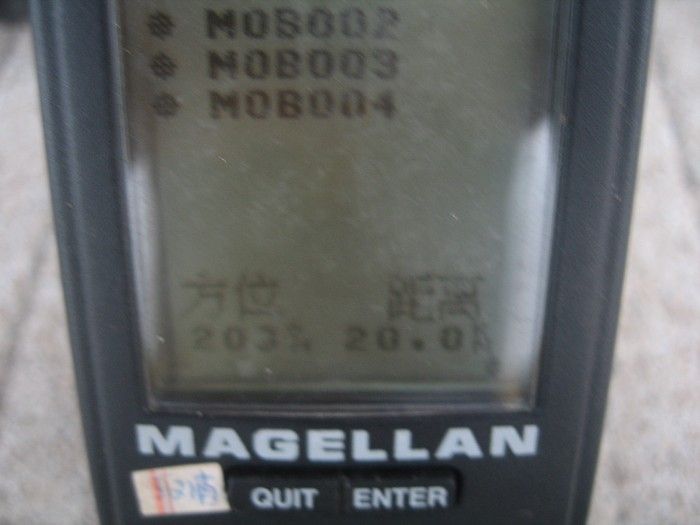 MOB002
MOB003
MOB004
方位 距离
203° 20.0
MAGELLAN
QUIT ENTER